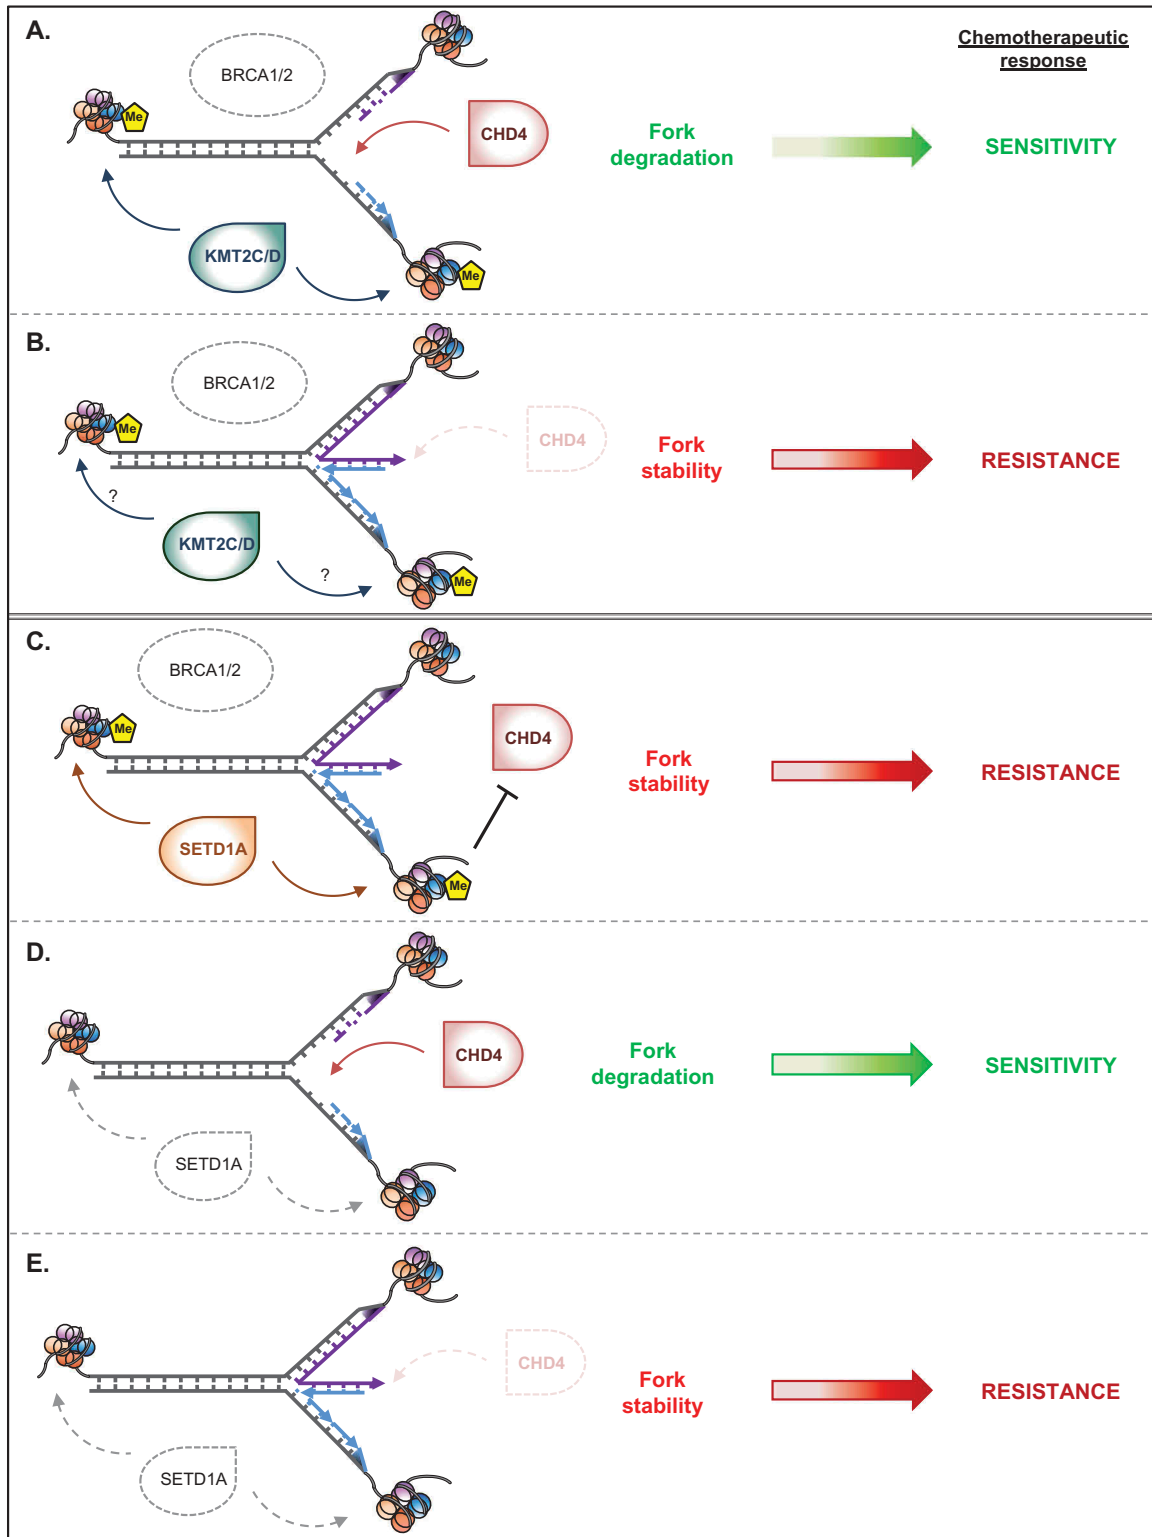 A.
Chemotherapeutic
response
BRCA1/2
Me
CHD4
Fork
degradation
SENSITIVITY
KMT2C/D
Me
B.
BRCA1/2
Me
CHD4
Fork
stability
RESISTANCE
?
KMT2C/D
?
Me
C.
BRCA1/2
Me
CHD4
Fork
stability
RESISTANCE
SETD1A
Me
D.
CHD4
Fork
degradation
SENSITIVITY
SETD1A
E.
CHD4
Fork
stability
RESISTANCE
SETD1A